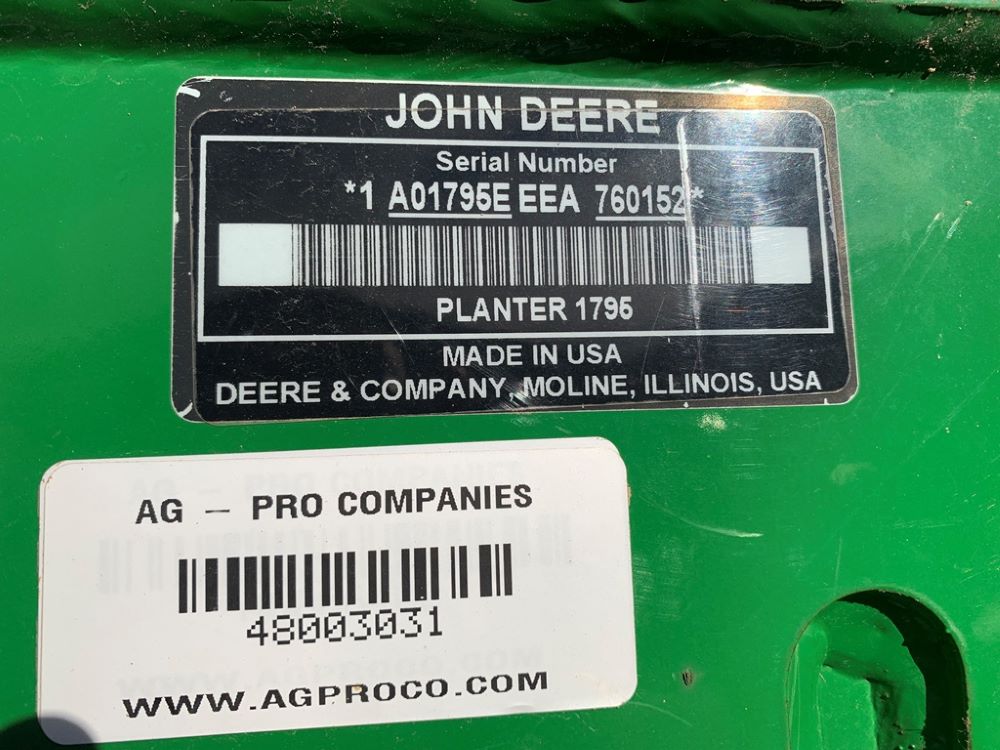 JOHN DEERE
Serial Number
*1 A01795E EEA 760152*
PLANTER 1795
MADE IN USA
DEERE & COMPANY, MOLINE, ILLINOIS, USA
AG – PRO COMPANIES
48003031
WWW.AGPROCO.COM